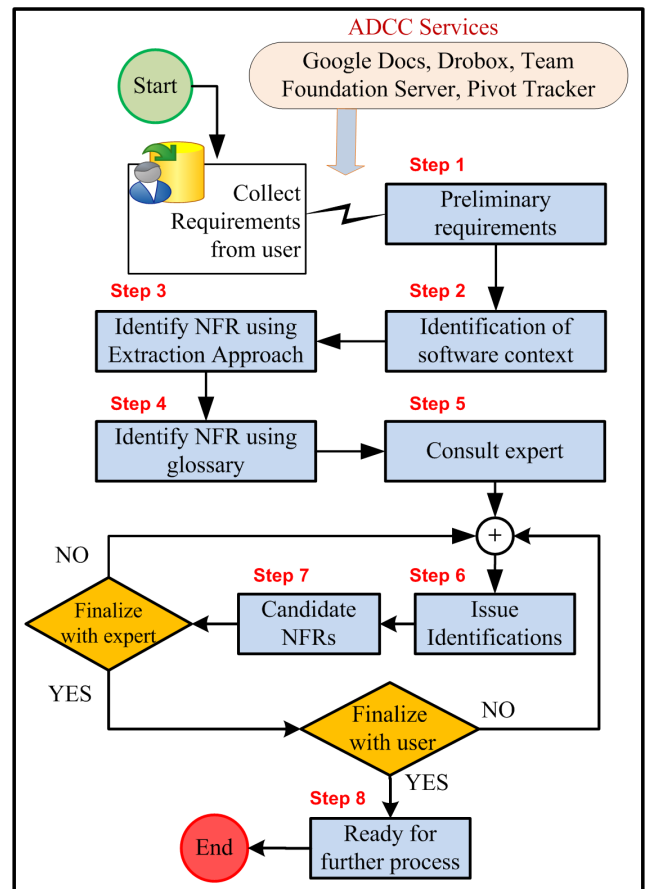 ADCC Services
Google Docs, Drobox, Team
Foundation Server, Pivot Tracker
Start
Collect
Requirements
from user
Step 1
Preliminary
requirements
Step 2
Identification of
software context
Step 3
Identify NFR using
Extraction Approach
Step 4
Identify NFR using
glossary
Step 5
Consult expert
+
Step 6
Issue
Identifications
Step 7
Candidate
NFRs
NO
Finalize
with expert
YES
Finalize
with user
NO
YES
Step 8
Ready for
further process
End